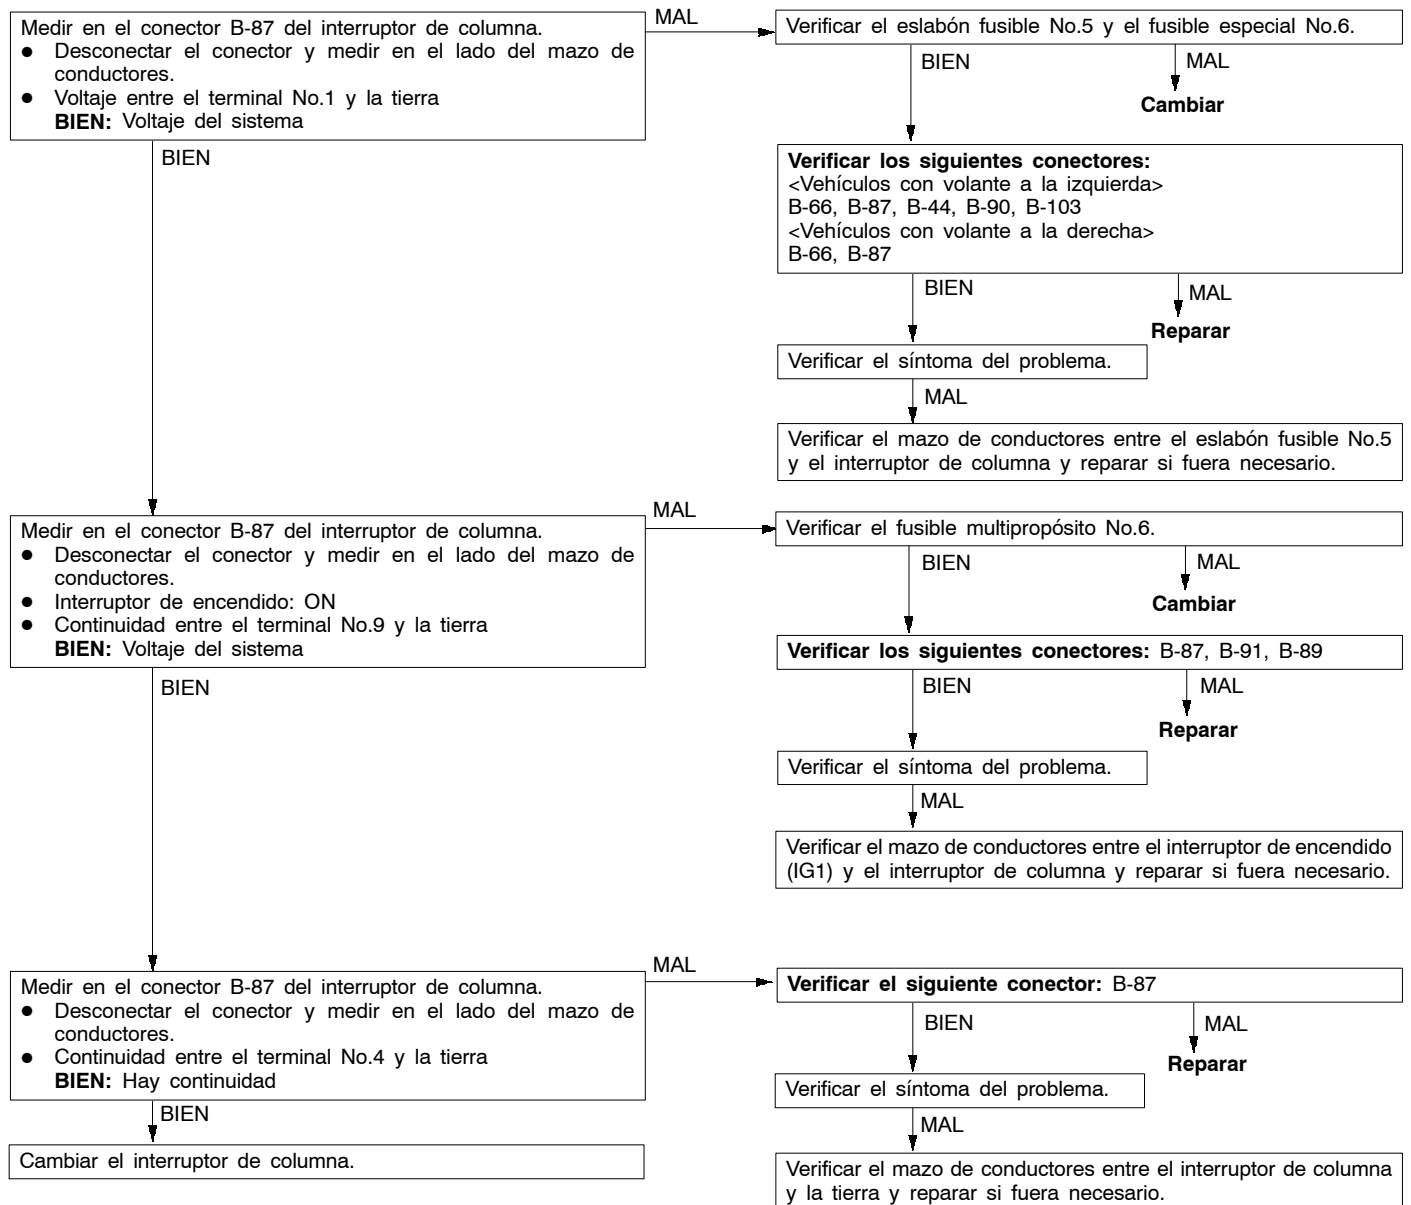 Medir en el conector B-87 del interruptor de columna.
● Desconectar el conector y medir en el lado del mazo de
conductores.
● Voltaje entre el terminal No.1 y la tierra
BIEN: Voltaje del sistema
MAL
Verificar el eslabón fusible No.5 y el fusible especial No.6.
BIEN
MAL
Cambiar
BIEN
Verificar los siguientes conectores:
<Vehículos con volante a la izquierda>
B-66, B-87, B-44, B-90, B-103
<Vehículos con volante a la derecha>
B-66, B-87
BIEN
MAL
Reparar
Verificar el síntoma del problema.
MAL
Verificar el mazo de conductores entre el eslabón fusible No.5
y el interruptor de columna y reparar si fuera necesario.
Medir en el conector B-87 del interruptor de columna.
● Desconectar el conector y medir en el lado del mazo de
conductores.
● Interruptor de encendido: ON
● Continuidad entre el terminal No.9 y la tierra
BIEN: Voltaje del sistema
MAL
Verificar el fusible multipropósito No.6.
BIEN
MAL
Cambiar
Verificar los siguientes conectores: B-87, B-91, B-89
BIEN
BIEN
MAL
Reparar
Verificar el síntoma del problema.
MAL
Verificar el mazo de conductores entre el interruptor de encendido
(IG1) y el interruptor de columna y reparar si fuera necesario.
Medir en el conector B-87 del interruptor de columna.
● Desconectar el conector y medir en el lado del mazo de
conductores.
● Continuidad entre el terminal No.4 y la tierra
BIEN: Hay continuidad
MAL
Verificar el siguiente conector: B-87
BIEN
MAL
Reparar
Verificar el síntoma del problema.
BIEN
MAL
Cambiar el interruptor de columna.
Verificar el mazo de conductores entre el interruptor de columna
y la tierra y reparar si fuera necesario.